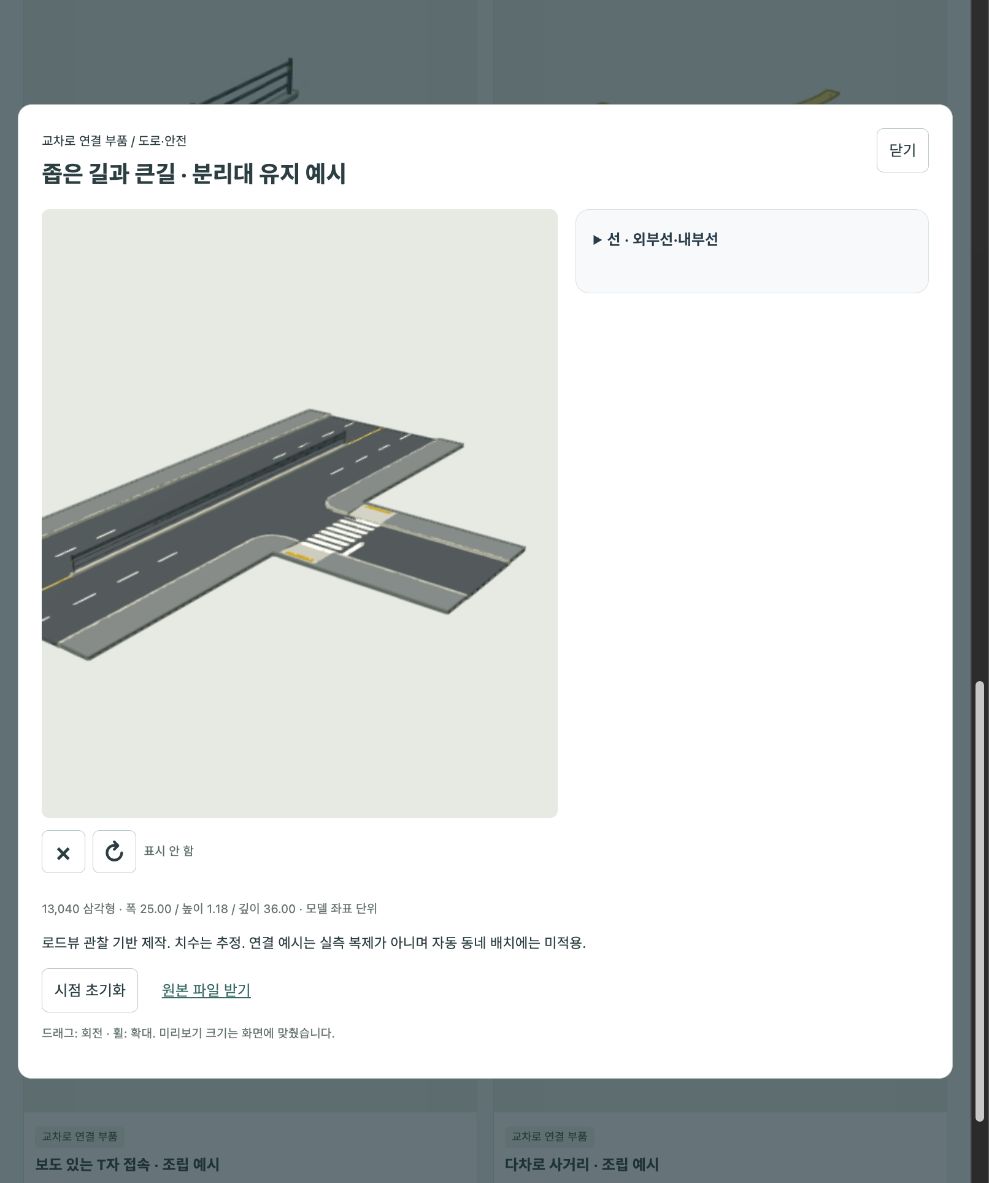 교차로 연결 부품 / 도로·안전
닫기
좁은 길과 큰길 · 분리대 유지 예시
▶ 선 · 외부선·내부선
표시 안 함
13,040 삼각형 · 폭 25.00 / 높이 1.18 / 깊이 36.00 · 모델 좌표 단위
로드뷰 관찰 기반 제작. 치수는 추정. 연결 예시는 실측 복제가 아니며 자동 동네 배치에는 미적용.
시점 초기화
원본 파일 받기
드래그: 회전 · 휠: 확대. 미리보기 크기는 화면에 맞췄습니다.
교차로 연결 부품
보도 있는 T자 접속 · 조립 예시
교차로 연결 부품
다차로 사거리 · 조립 예시